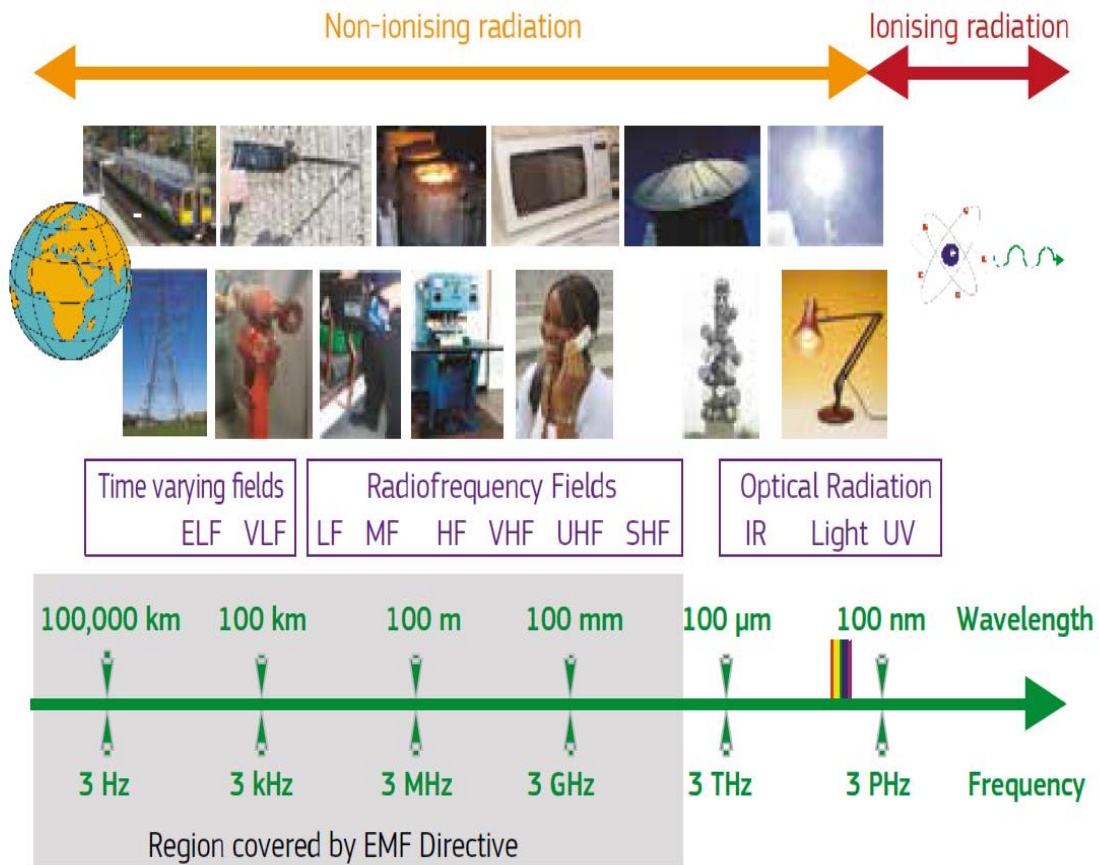 Non-ionising radiation
Ionising radiation
Time varying fields
ELF VLF
Radiofrequency Fields
LF MF HF VHF UHF SHF
Optical Radiation
IR Light UV
100,000 km 100 km 100 m 100 mm 100 µm 100 nm Wavelength
3 Hz 3 kHz 3 MHz 3 GHz 3 THz 3 PHz Frequency
Region covered by EMF Directive